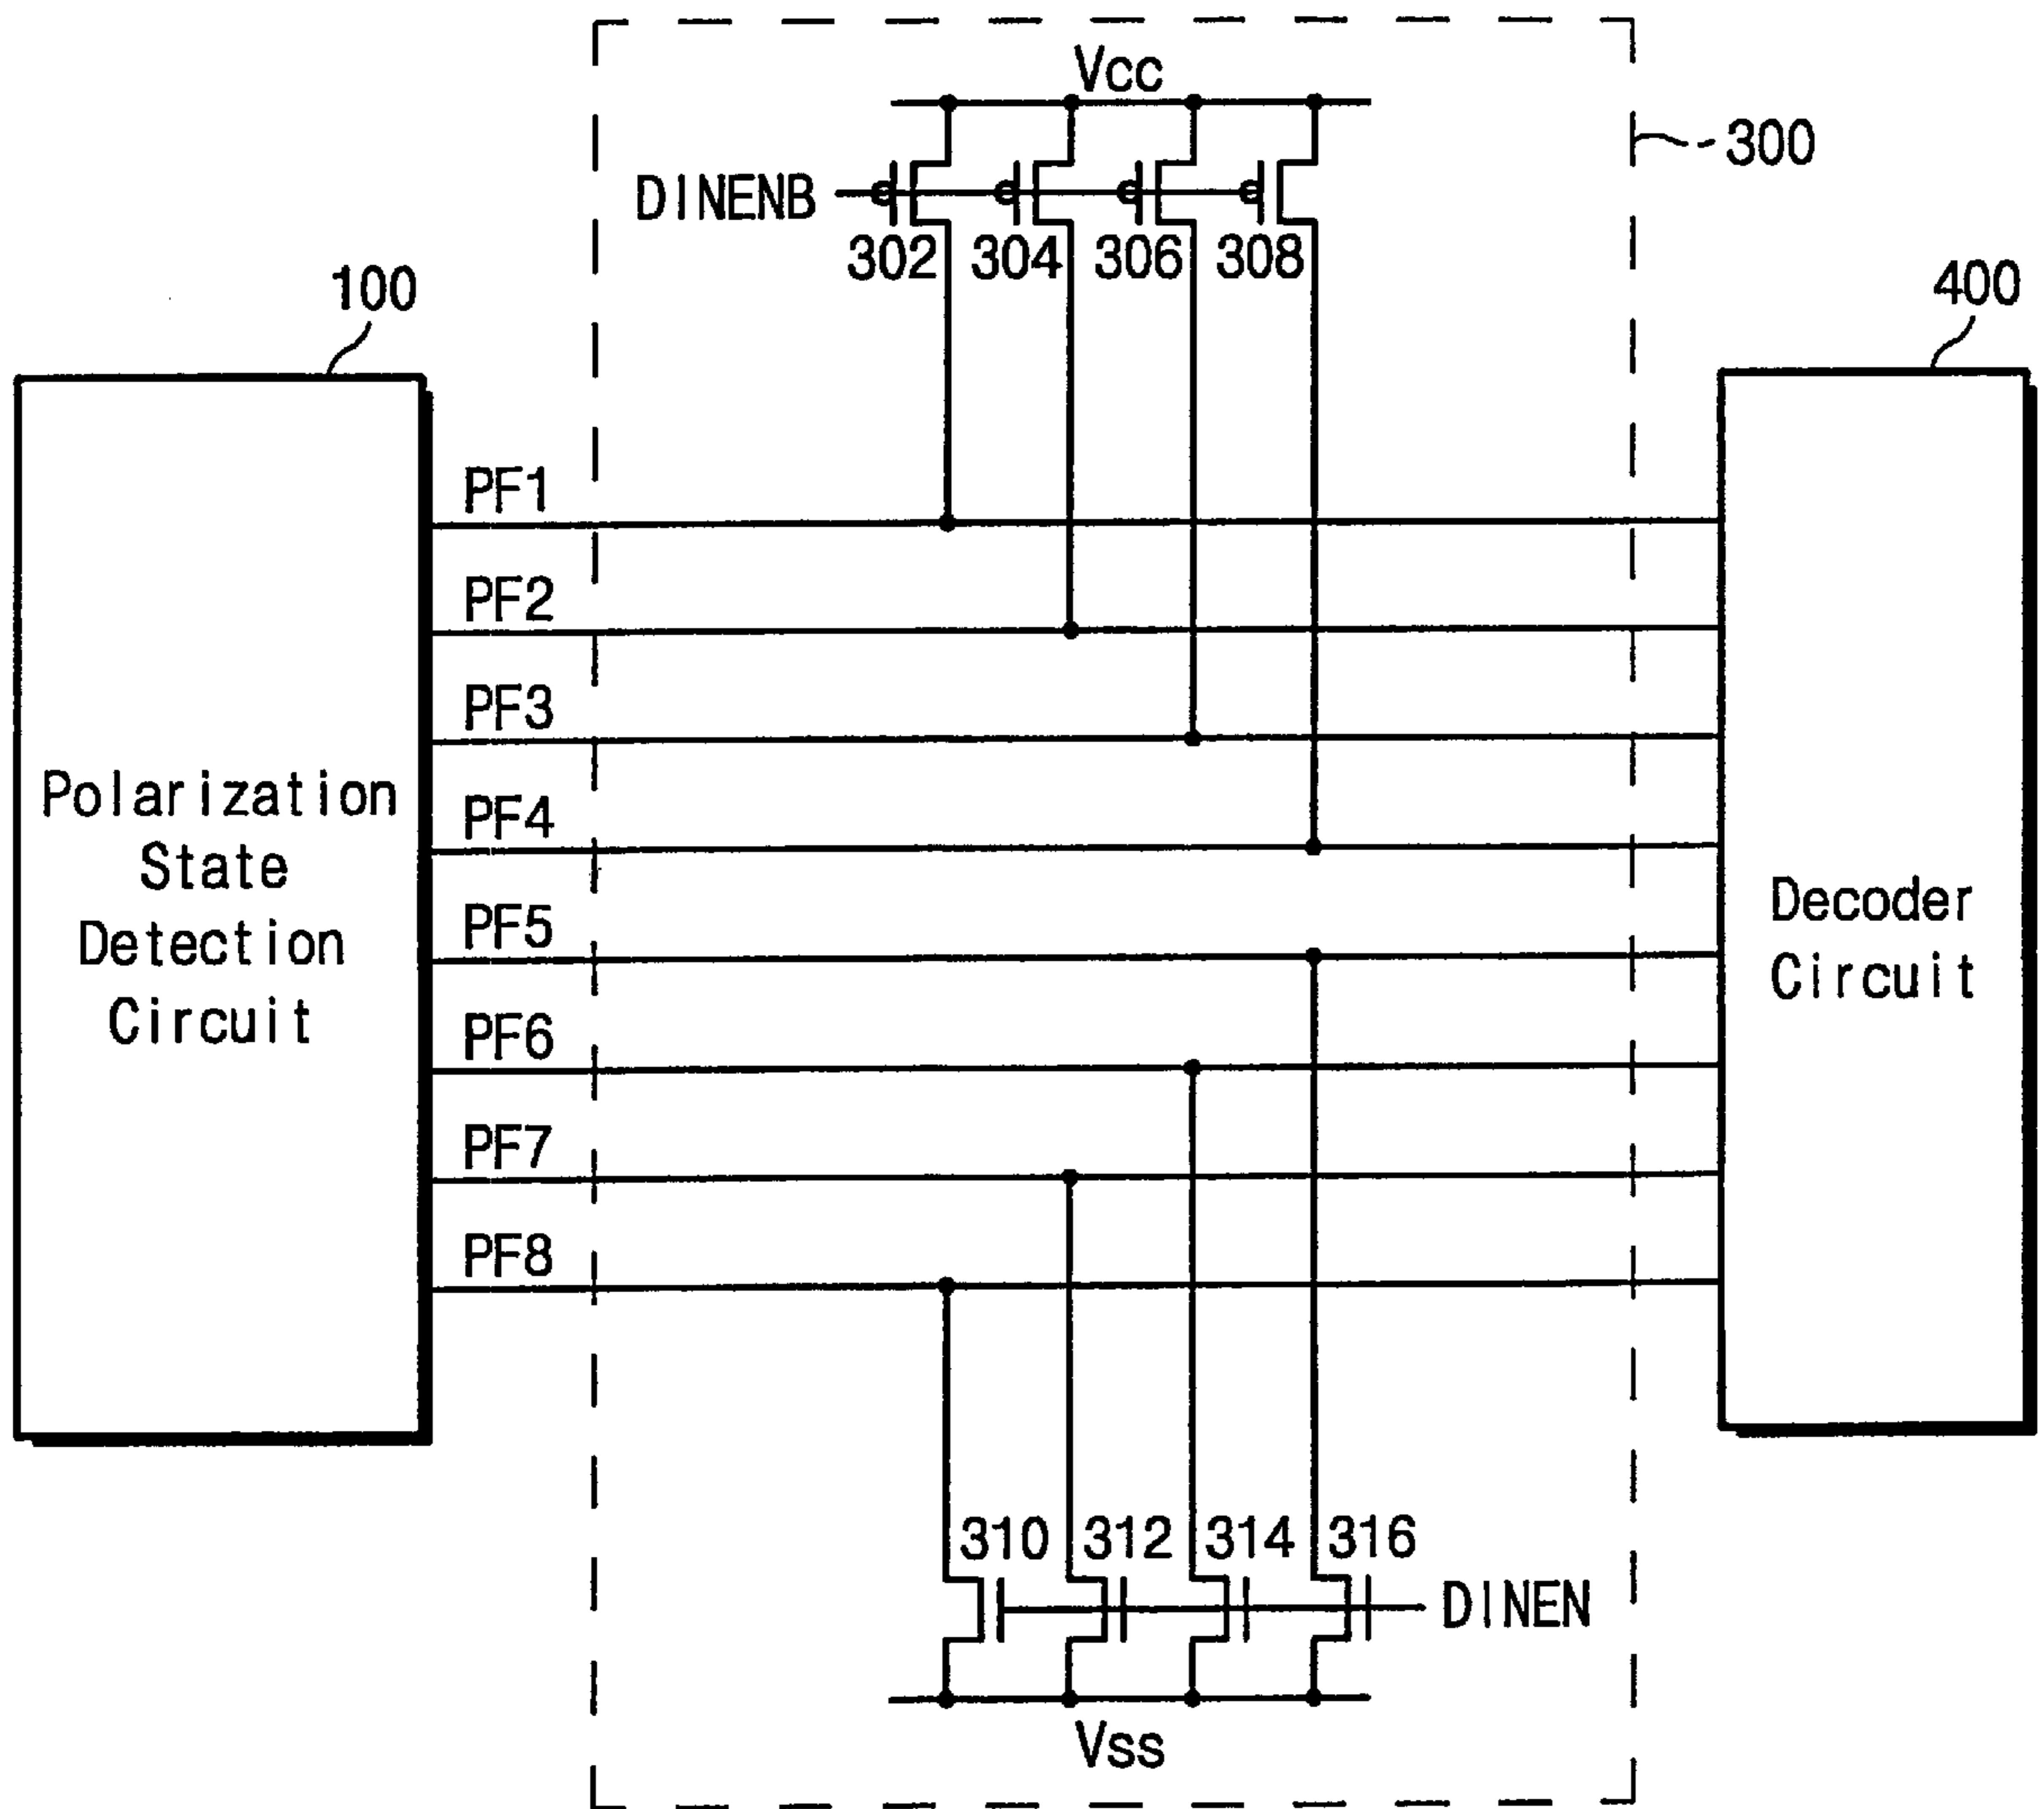 Vcc
300
DINENB
302 304 306 308
100
400
PF1
PF2
PF3
PF4
PF5
PF6
PF7
PF8
Polarization
State
Detection
Circuit
Decoder
Circuit
310 312 314 316
DINEN
Vss